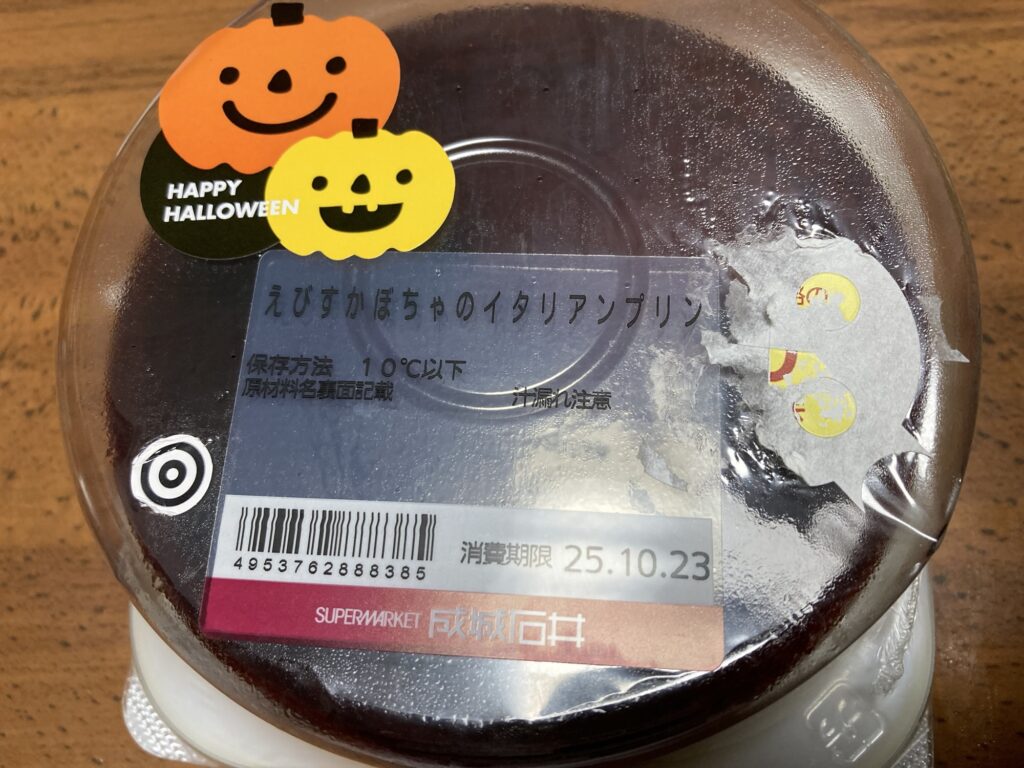 HAPPY
HALLOWEEN
えびすかぼちゃのイタリアンプリン
保存方法 10℃以下
原材料名裏面記載 汁漏れ注意
4953762888385
消費期限 25.10.23
SUPERMARKET 成城石井